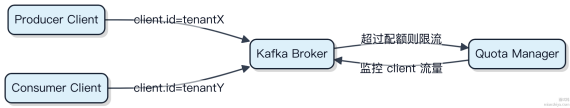 Producer Client
client.id=tenantX
Kafka Broker
超过配额则限流
Quota Manager
监控 client 流量
Consumer Client
client.id=tenantY